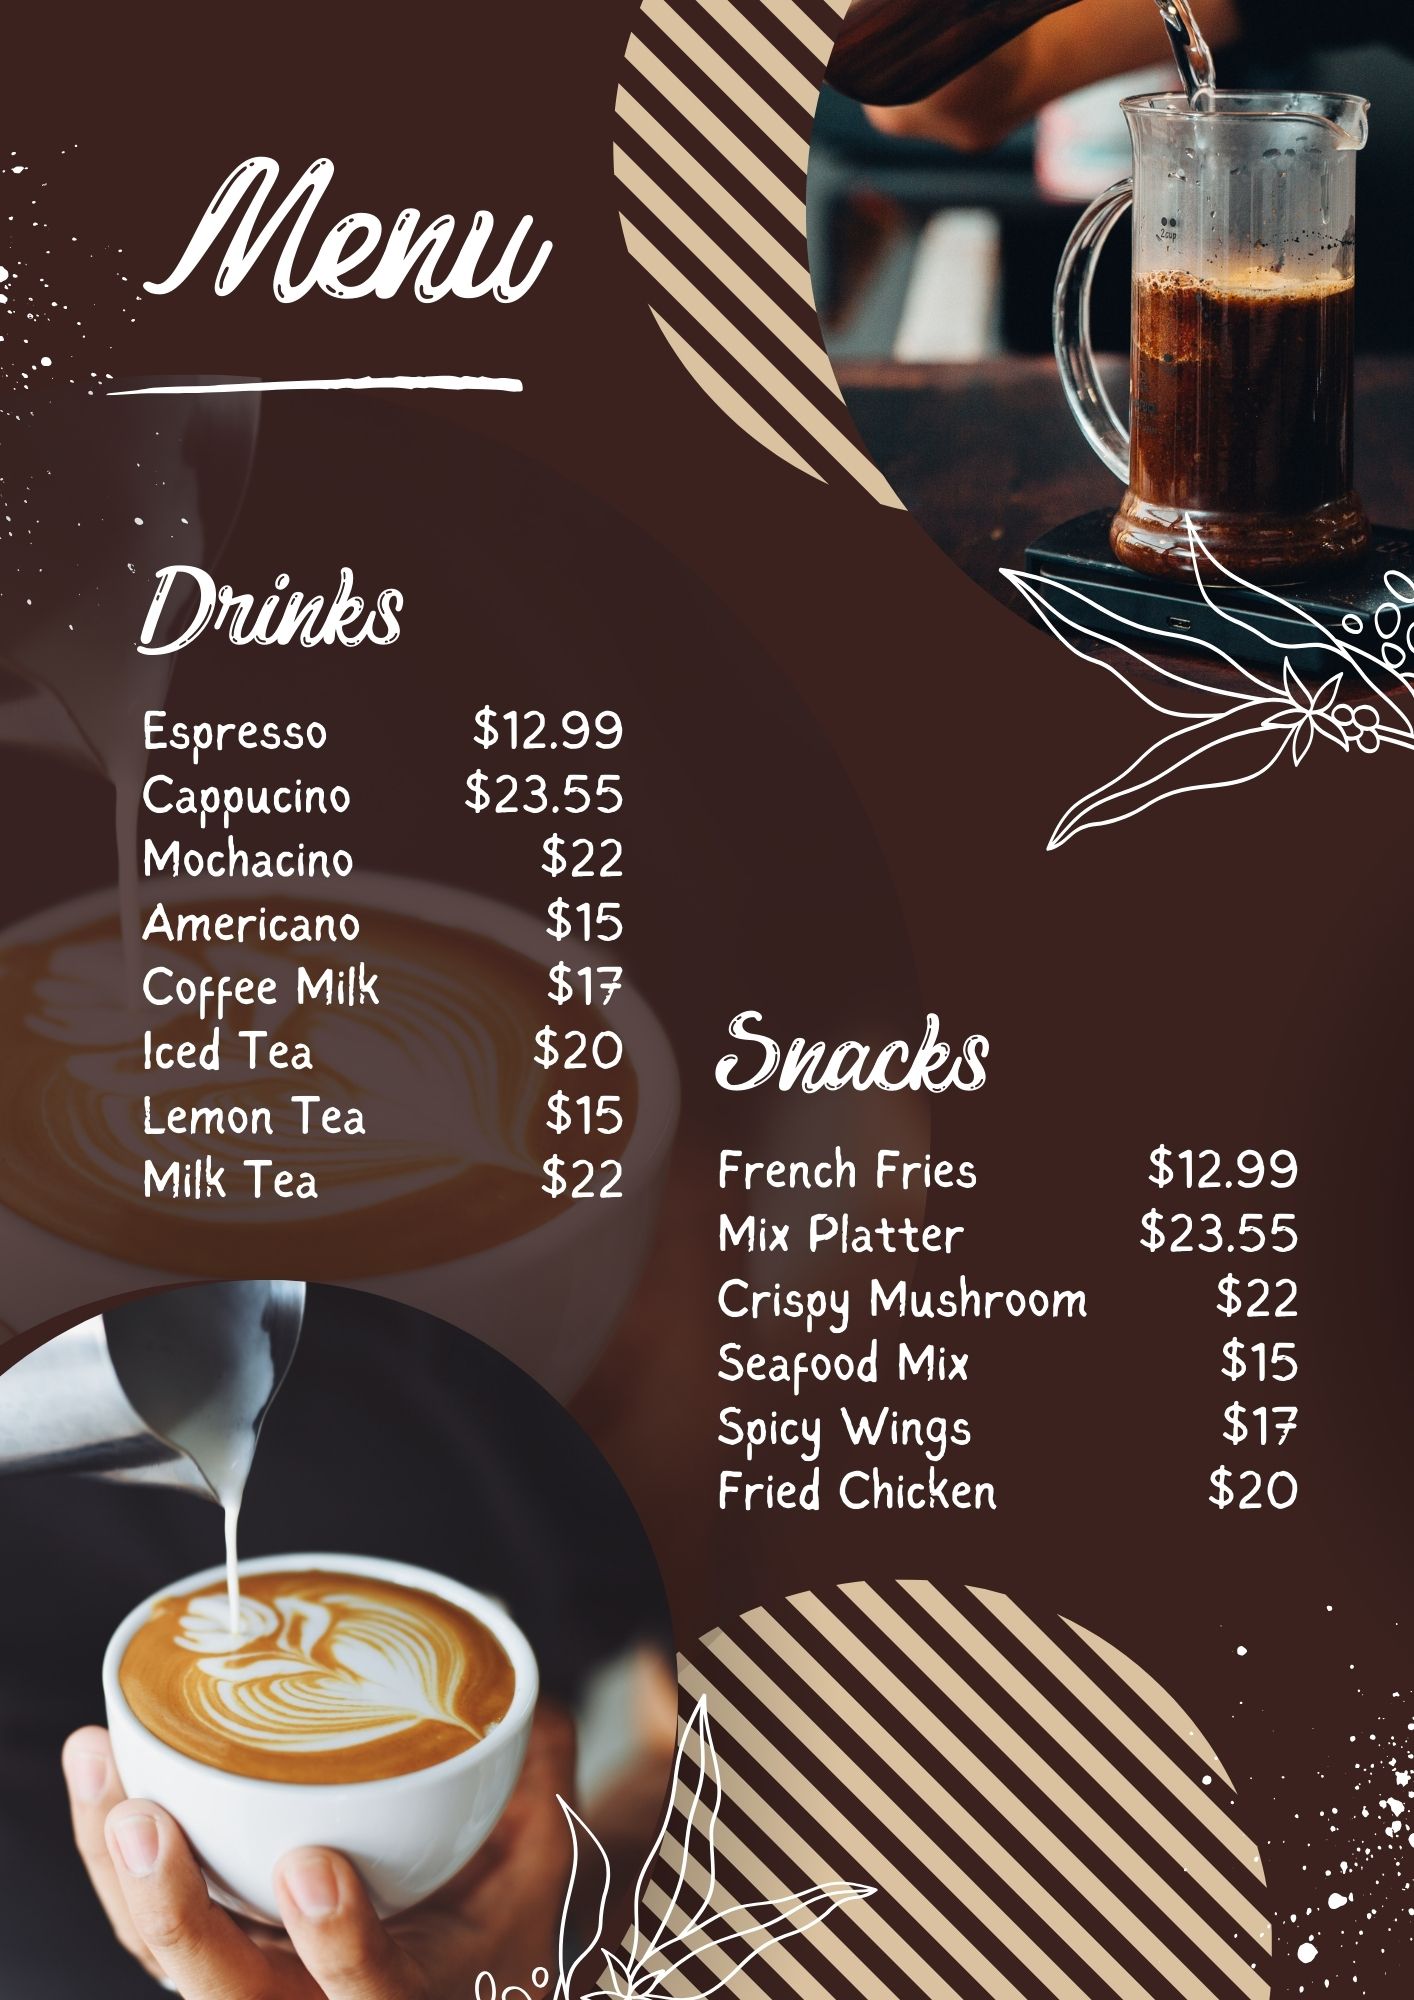 Menu
Drinks
Espresso $12.99
Cappucino $23.55
Mochacino $22
Americano $15
Coffee Milk $17
Iced Tea $20
Lemon Tea $15
Milk Tea $22
Snacks
French Fries $12.99
Mix Platter $23.55
Crispy Mushroom $22
Seafood Mix $15
Spicy Wings $17
Fried Chicken $20
2cup